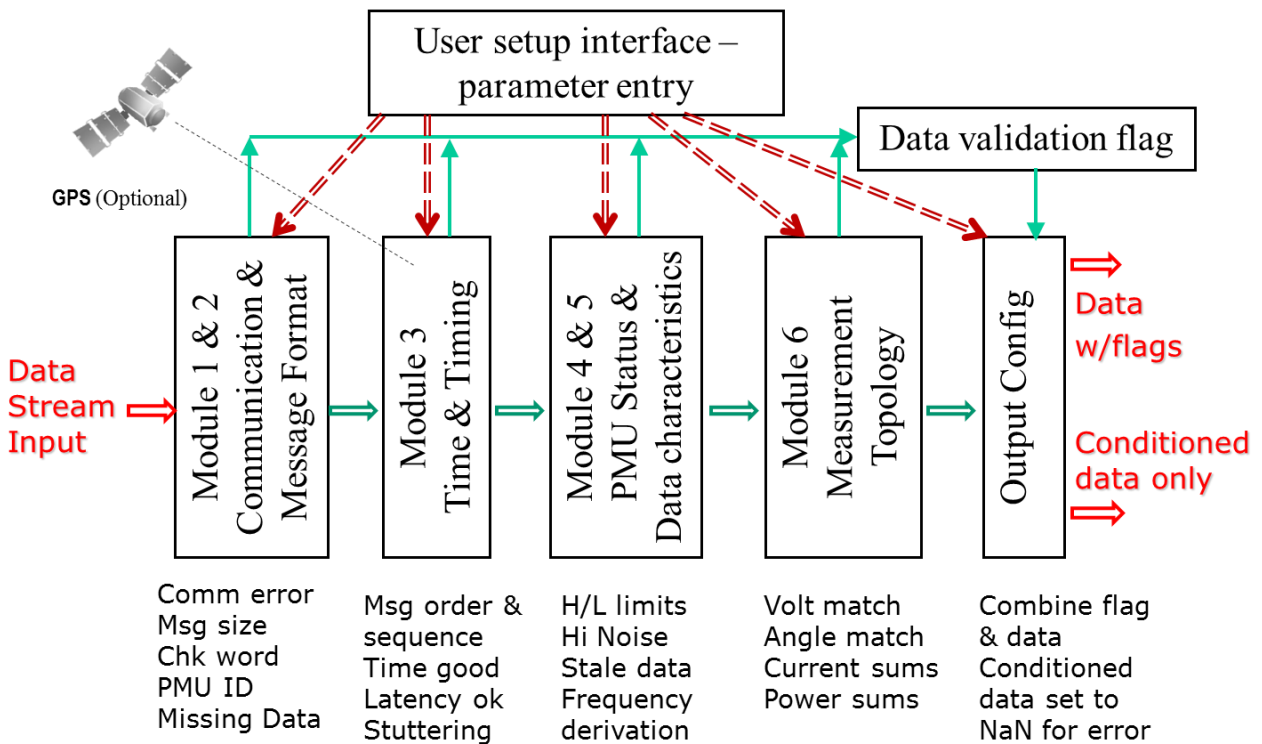 User setup interface –
parameter entry
Data validation flag
GPS (Optional)
Data
Stream
Input
Module 1 & 2
Communication &
Message Format
Module 3
Time & Timing
Module 4 & 5
PMU Status &
Data characteristics
Module 6
Measurement
Topology
Output Config
Data
w/flags
Conditioned
data only
Comm error
Msg size
Chk word
PMU ID
Missing Data
Msg order &
sequence
Time good
Latency ok
Stuttering
H/L limits
Hi Noise
Stale data
Frequency
derivation
Volt match
Angle match
Current sums
Power sums
Combine flag
& data
Conditioned
data set to
NaN for error